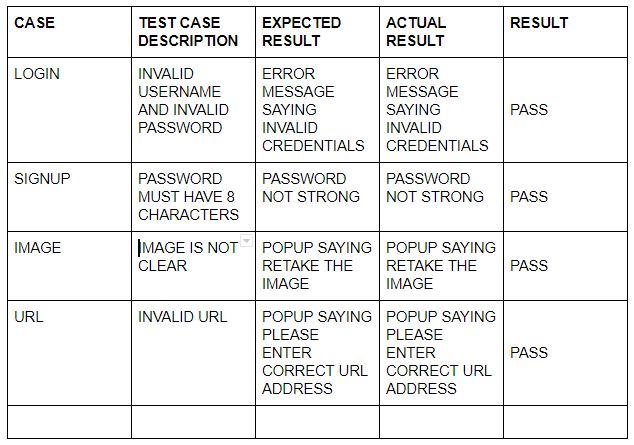 CASE
TEST CASE
DESCRIPTION
EXPECTED
RESULT
ACTUAL
RESULT
RESULT
LOGIN
INVALID
USERNAME
AND INVALID
PASSWORD
ERROR
MESSAGE
SAYING
INVALID
CREDENTIALS
ERROR
MESSAGE
SAYING
INVALID
CREDENTIALS
PASS
SIGNUP
PASSWORD
MUST HAVE 8
CHARACTERS
PASSWORD
NOT STRONG
PASSWORD
NOT STRONG
PASS
IMAGE
IMAGE IS NOT
CLEAR
POPUP SAYING
RETAKE THE
IMAGE
POPUP SAYING
RETAKE THE
IMAGE
PASS
URL
INVALID URL
POPUP SAYING
PLEASE
ENTER
CORRECT URL
ADDRESS
POPUP SAYING
PLEASE
ENTER
CORRECT URL
ADDRESS
PASS